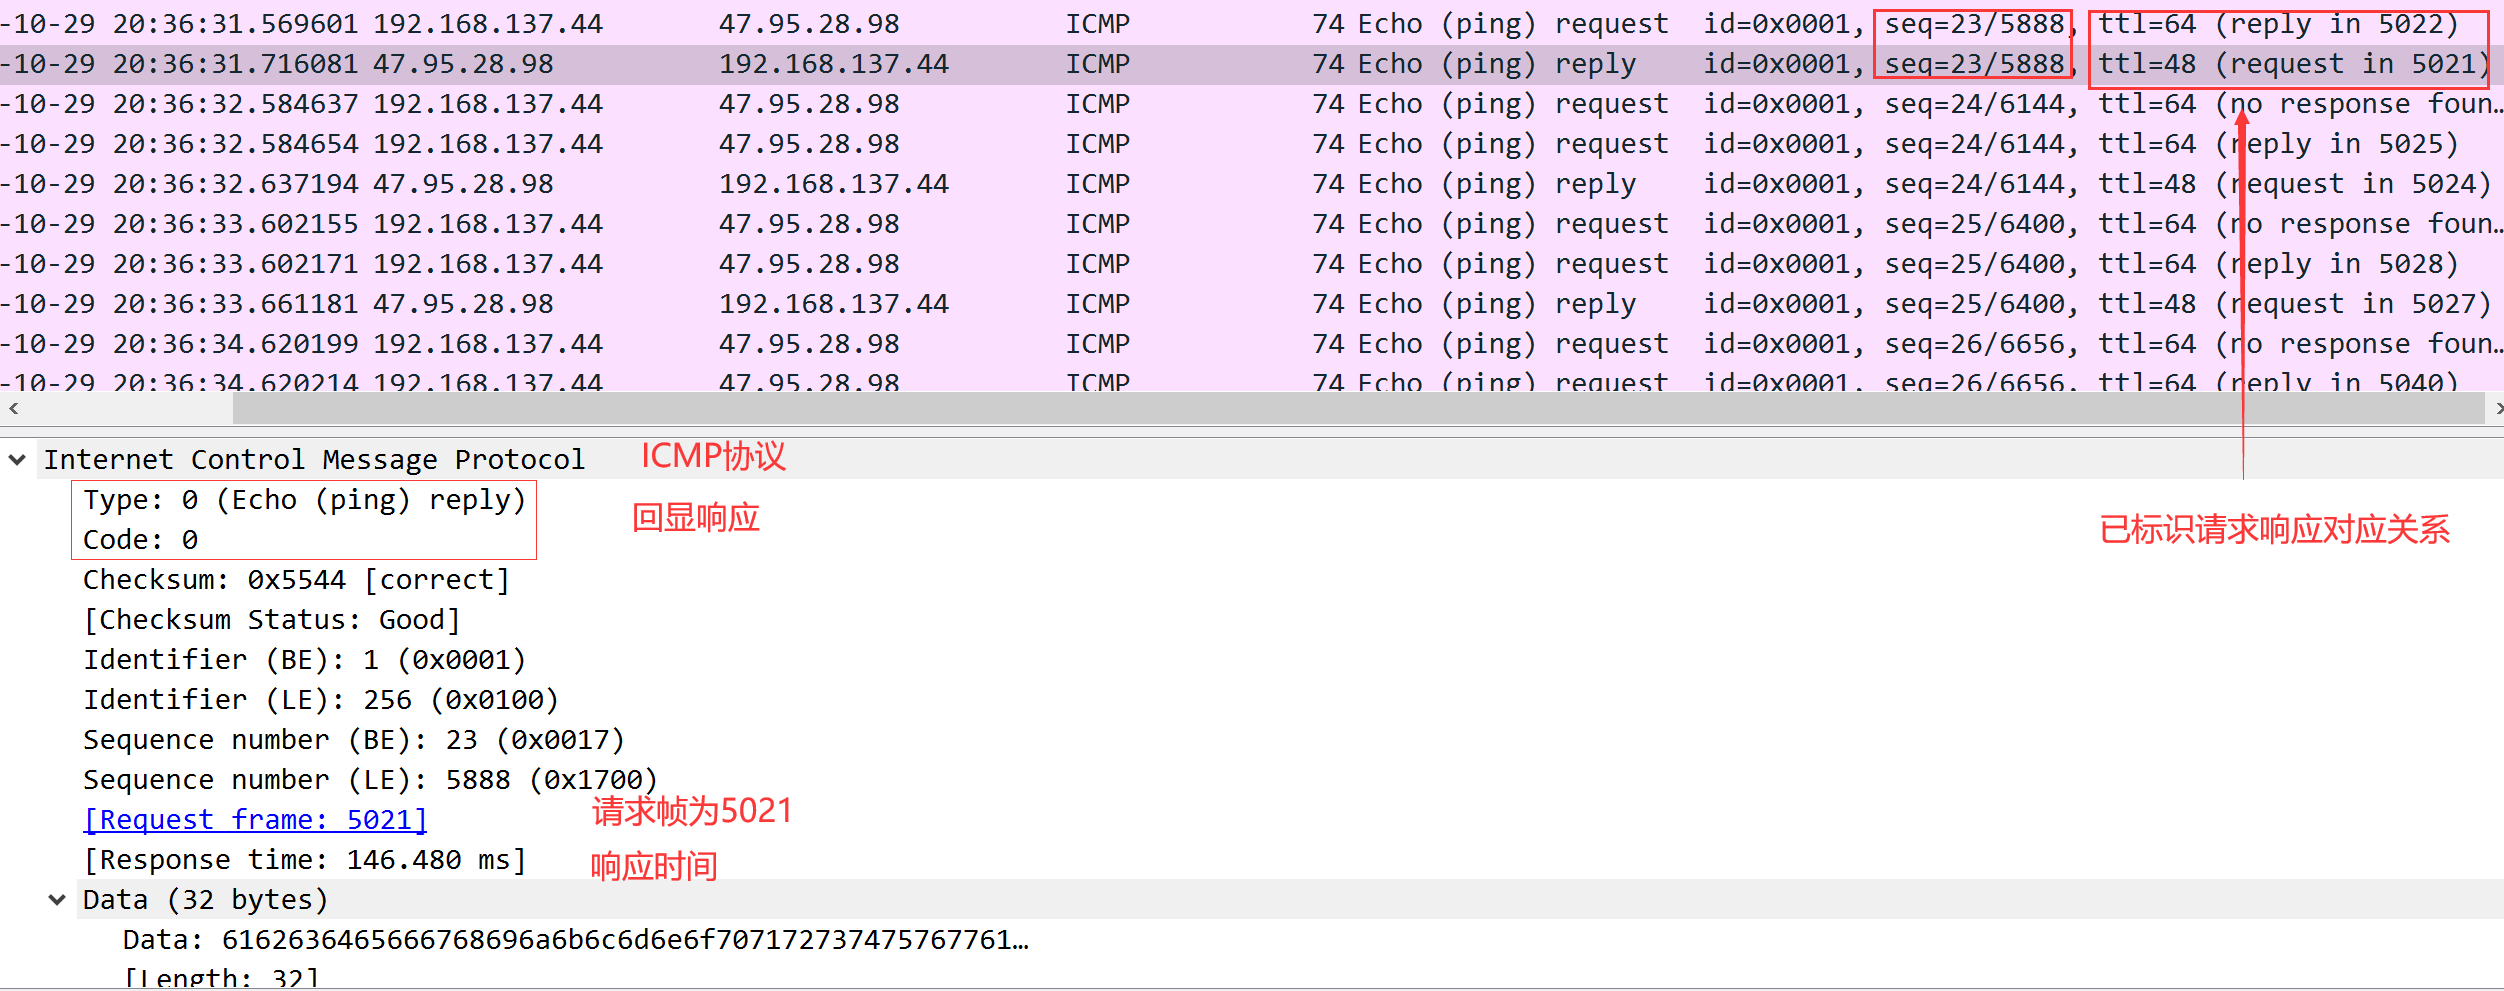 -10-29 20:36:31.569601 192.168.137.44 47.95.28.98 ICMP 74 Echo (ping) request id=0x0001, seq=23/5888, ttl=64 (reply in 5022)
-10-29 20:36:31.716081 47.95.28.98 192.168.137.44 ICMP 74 Echo (ping) reply id=0x0001, seq=23/5888, ttl=48 (request in 5021)
-10-29 20:36:32.584637 192.168.137.44 47.95.28.98 ICMP 74 Echo (ping) request id=0x0001, seq=24/6144, ttl=64 (no response foun…
-10-29 20:36:32.584654 192.168.137.44 47.95.28.98 ICMP 74 Echo (ping) request id=0x0001, seq=24/6144, ttl=64 (reply in 5025)
-10-29 20:36:32.637194 47.95.28.98 192.168.137.44 ICMP 74 Echo (ping) reply id=0x0001, seq=24/6144, ttl=48 (request in 5024)
-10-29 20:36:33.602155 192.168.137.44 47.95.28.98 ICMP 74 Echo (ping) request id=0x0001, seq=25/6400, ttl=64 (no response foun…
-10-29 20:36:33.602171 192.168.137.44 47.95.28.98 ICMP 74 Echo (ping) request id=0x0001, seq=25/6400, ttl=64 (reply in 5028)
-10-29 20:36:33.661181 47.95.28.98 192.168.137.44 ICMP 74 Echo (ping) reply id=0x0001, seq=25/6400, ttl=48 (request in 5027)
-10-29 20:36:34.620199 192.168.137.44 47.95.28.98 ICMP 74 Echo (ping) request id=0x0001, seq=26/6656, ttl=64 (no response foun…
-10-29 20:36:34.620214 192.168.137.44 47.95.28.98 ICMP 74 Echo (ping) request id=0x0001, seq=26/6656, ttl=64 (reply in 5040)
Internet Control Message Protocol ICMP协议
Type: 0 (Echo (ping) reply)
回显响应
已标识请求响应对应关系
Code: 0
Checksum: 0x5544 [correct]
[Checksum Status: Good]
Identifier (BE): 1 (0x0001)
Identifier (LE): 256 (0x0100)
Sequence number (BE): 23 (0x0017)
Sequence number (LE): 5888 (0x1700)
[Request frame: 5021] 请求帧为5021
[Response time: 146.480 ms] 响应时间
Data (32 bytes)
Data: 6162636465666768696a6b6c6d6e6f7071727374757677​61…
[Length: 32]